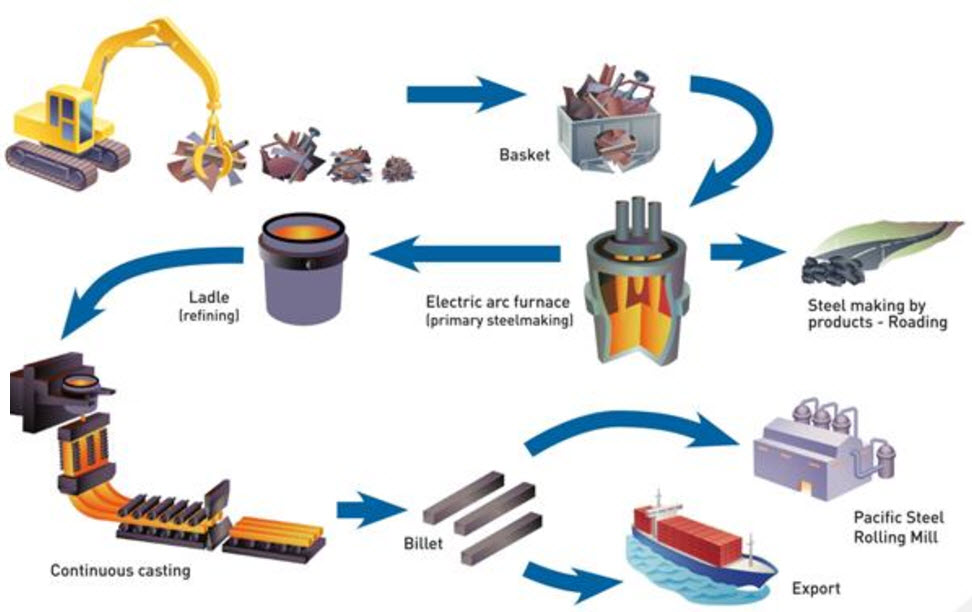 Basket
Ladle
(refining)
Electric arc furnace
(primary steelmaking)
Steel making by
products - Roading
Continuous casting
Billet
Pacific Steel
Rolling Mill
Export